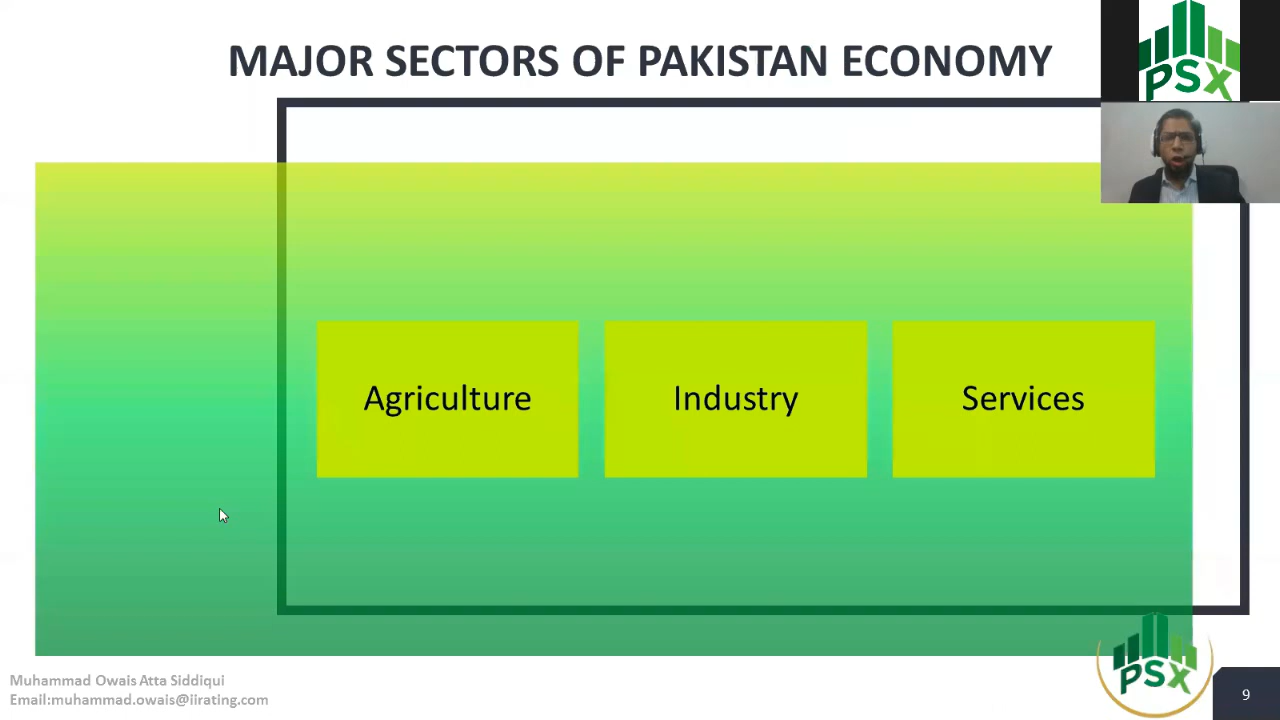 MAJOR SECTORS OF PAKISTAN ECONOMY
PSX
Agriculture
Industry
Services
PSX
Muhammad Owais Atta Siddiqui
Email:muhammad.owais@iirating.com
9